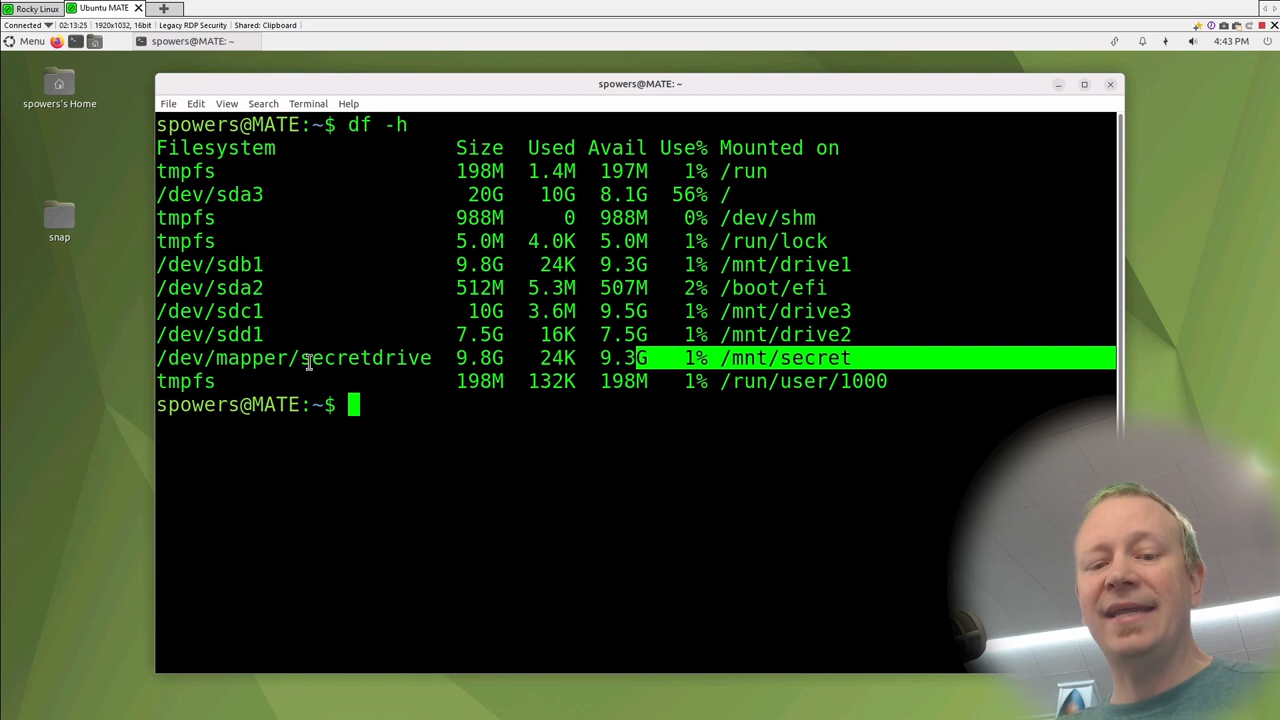 Rocky Linux Ubuntu MATE
Connected 02:13:25 1920x1032, 16bit Legacy RDP Security Shared: Clipboard
Menu spowers@MATE: ~ 4:43 PM
spowers's Home
snap
spowers@MATE: ~
File Edit View Search Terminal Help
spowers@MATE:~$ df -h
Filesystem Size Used Avail Use% Mounted on
tmpfs 198M 1.4M 197M 1% /run
/dev/sda3 20G 10G 8.1G 56% /
tmpfs 988M 0 988M 0% /dev/shm
tmpfs 5.0M 4.0K 5.0M 1% /run/lock
/dev/sdb1 9.8G 24K 9.3G 1% /mnt/drive1
/dev/sda2 512M 5.3M 507M 2% /boot/efi
/dev/sdc1 10G 3.6M 9.5G 1% /mnt/drive3
/dev/sdd1 7.5G 16K 7.5G 1% /mnt/drive2
/dev/mapper/secretdrive 9.8G 24K 9.3G 1% /mnt/secret
tmpfs 198M 132K 198M 1% /run/user/1000
spowers@MATE:~$